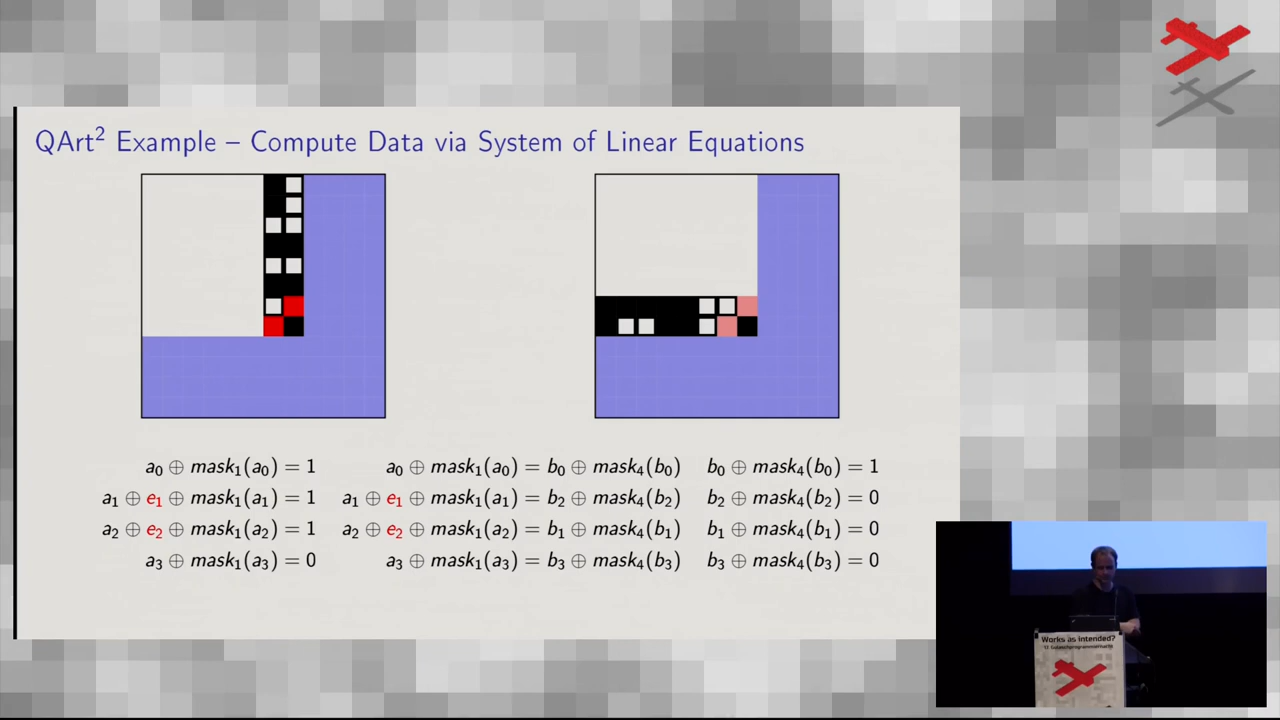 QArt² Example – Compute Data via System of Linear Equations
a₀ ⊕ mask₁(a₀) = 1 a₀ ⊕ mask₁(a₀) = b₀ ⊕ mask₄(b₀) b₀ ⊕ mask₄(b₀) = 1
a₁ ⊕ e₁ ⊕ mask₁(a₁) = 1 a₁ ⊕ e₁ ⊕ mask₁(a₁) = b₂ ⊕ mask₄(b₂) b₂ ⊕ mask₄(b₂) = 0
a₂ ⊕ e₂ ⊕ mask₁(a₂) = 1 a₂ ⊕ e₂ ⊕ mask₁(a₂) = b₁ ⊕ mask₄(b₁) b₁ ⊕ mask₄(b₁) = 0
a₃ ⊕ mask₁(a₃) = 0 a₃ ⊕ mask₁(a₃) = b₃ ⊕ mask₄(b₃) b₃ ⊕ mask₄(b₃) = 0
Works as intended?